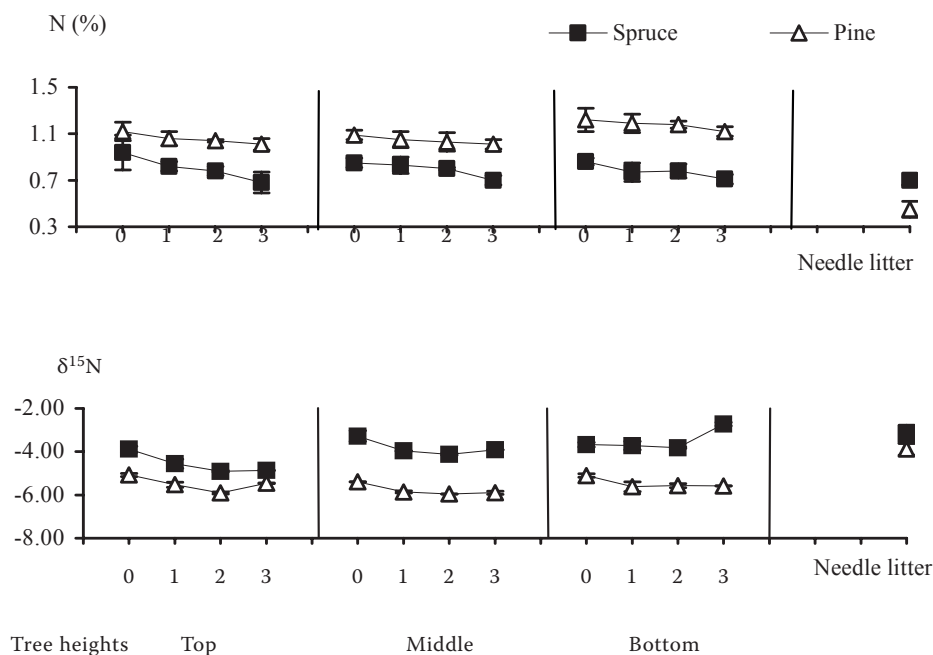 N (%)
Spruce
Pine
1.5
1.1
0.7
0.3
0 1 2 3 0 1 2 3 0 1 2 3
Needle litter
δ¹⁵N
-2.00
-4.00
-6.00
-8.00
0 1 2 3 0 1 2 3 0 1 2 3
Needle litter
Tree heights Top Middle Bottom